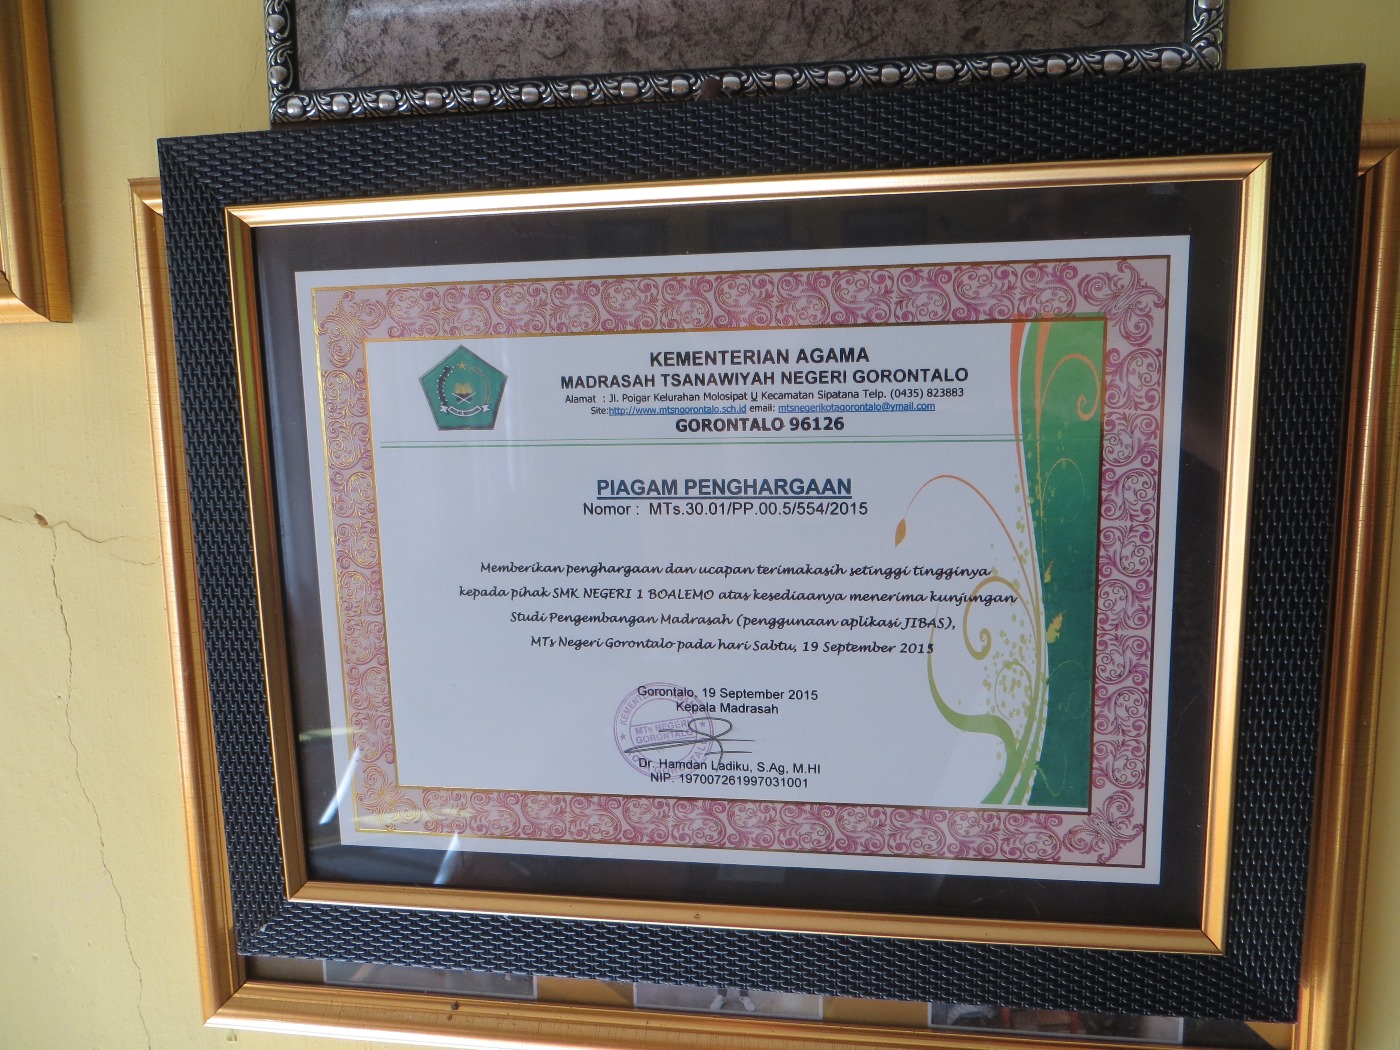 KEMENTERIAN AGAMA
MADRASAH TSANAWIYAH NEGERI GORONTALO
Alamat : Jl. Poigar Kelurahan Molosipat U Kecamatan Sipatana Telp. (0435) 823883
Site:http://www.mtsngorontalo.sch.id email: mtsnegerikotagorontalo@ymail.com
GORONTALO 96126
PIAGAM PENGHARGAAN
Nomor : MTs.30.01/PP.00.5/554/2015
Memberikan penghargaan dan ucapan terimakasih setinggi tingginya
kepada pihak SMK NEGERI 1 BOALEMO atas kesediaanya menerima kunjungan
Studi Pengembangan Madrasah (penggunaan aplikasi JIBAS),
MTs Negeri Gorontalo pada hari Sabtu, 19 September 2015
Gorontalo, 19 September 2015
Kepala Madrasah
MTs NEGERI
GORONTALO
Dr. Hamdan Ladiku, S.Ag, M.HI
NIP. 197007261997031001